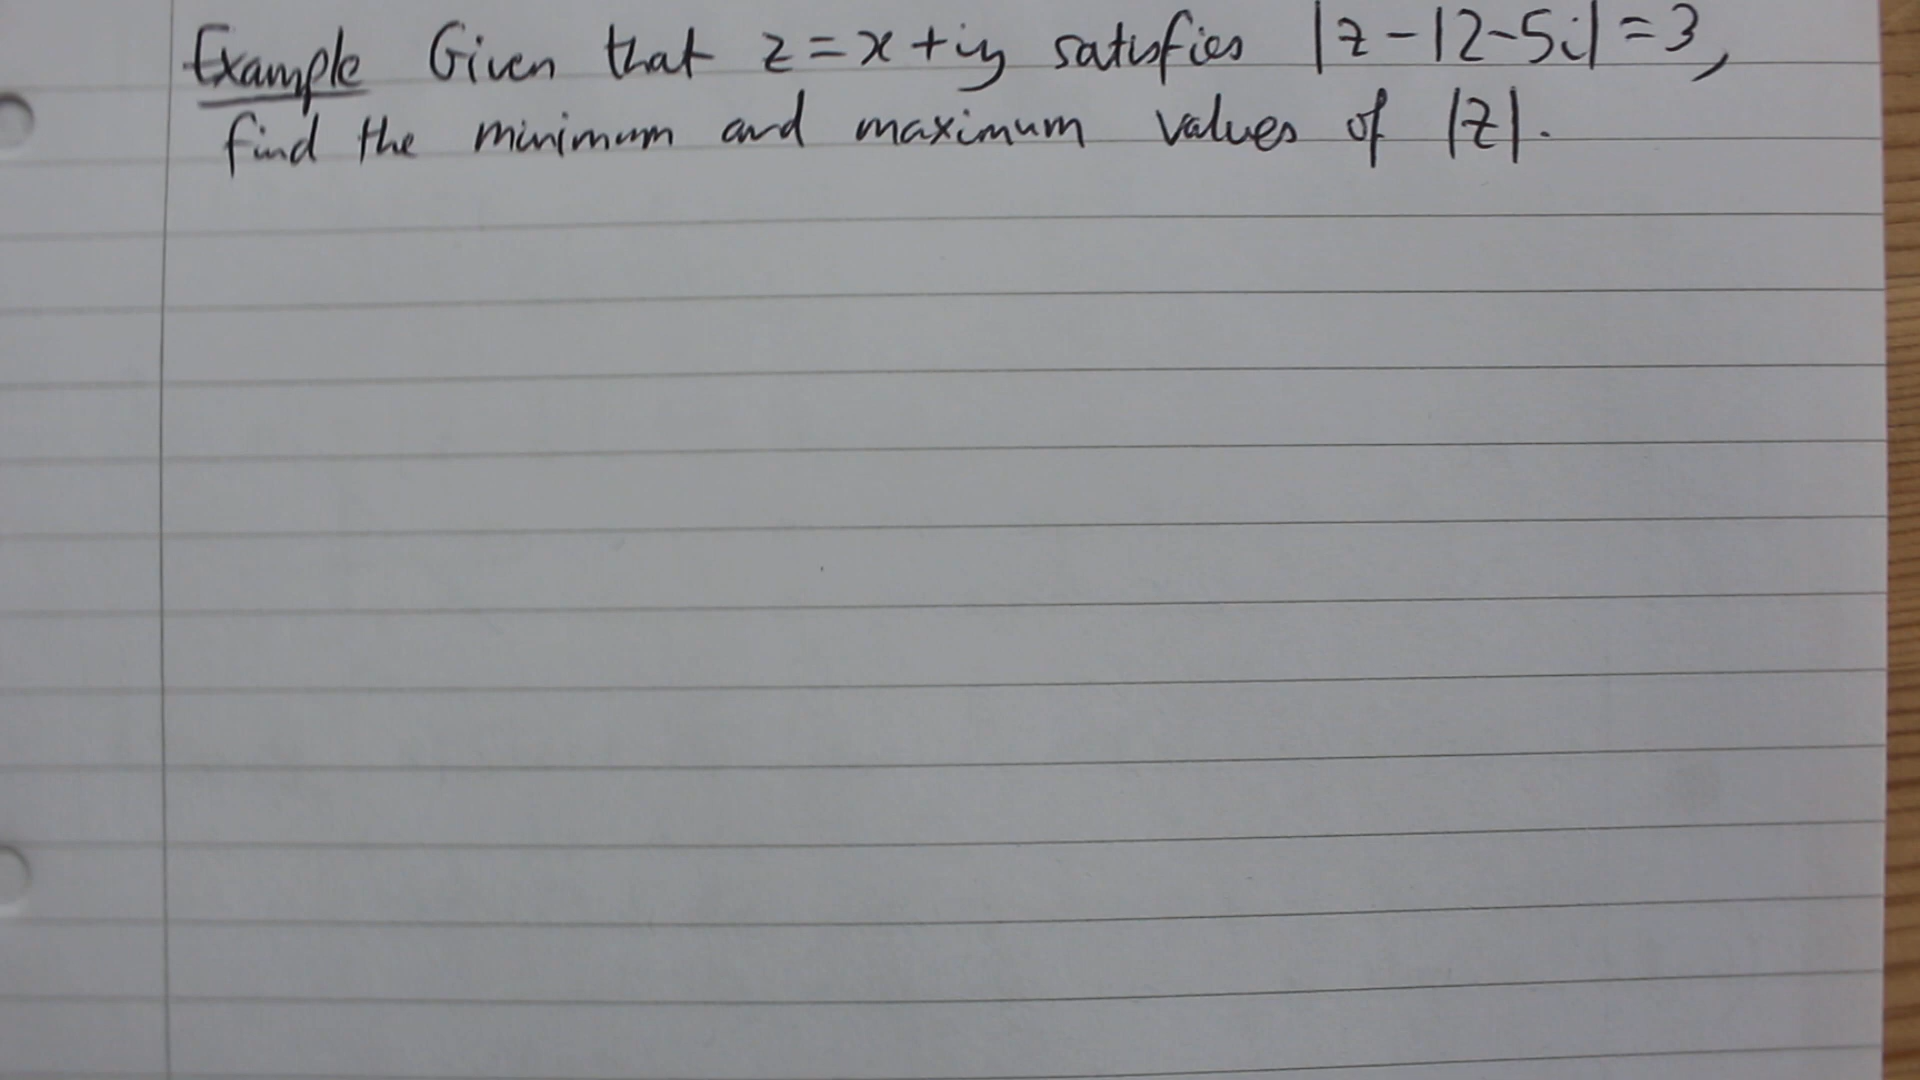 Example Given that z=x+iy satisfies |z-12-5i|=3,
find the minimum and maximum values of |z|.